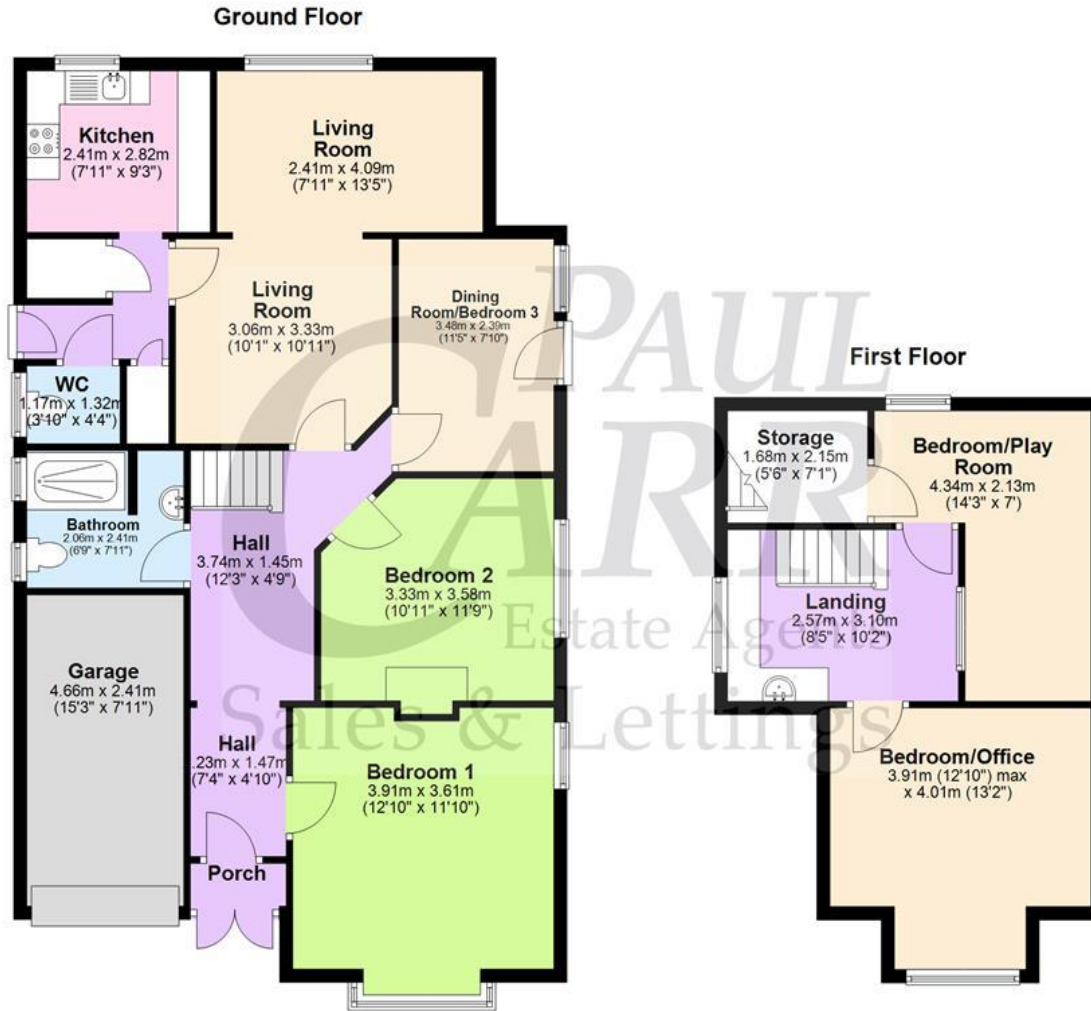 Ground Floor
Kitchen
2.41m x 2.82m
(7'11" x 9'3")
Living
Room
2.41m x 4.09m
(7'11" x 13'5")
Living
Room
3.06m x 3.33m
(10'1" x 10'11")
Dining
Room/Bedroom 3
3.48m x 2.39m
(11'5" x 7'10")
WC
1.17m x 1.32m
(3'10" x 4'4")
Bathroom
2.06m x 2.41m
(6'9" x 7'11")
Hall
3.74m x 1.45m
(12'3" x 4'9")
Bedroom 2
3.33m x 3.58m
(10'11" x 11'9")
Garage
4.66m x 2.41m
(15'3" x 7'11")
Hall
.23m x 1.47m
(7'4" x 4'10")
Bedroom 1
3.91m x 3.61m
(12'10" x 11'10")
Porch
First Floor
Storage
1.68m x 2.15m
(5'6" x 7'1")
Bedroom/Play
Room
4.34m x 2.13m
(14'3" x 7')
Landing
2.57m x 3.10m
(8'5" x 10'2")
Bedroom/Office
3.91m (12'10") max
x 4.01m (13'2")
PAUL
CARR
Estate Agents
Sales & Lettings